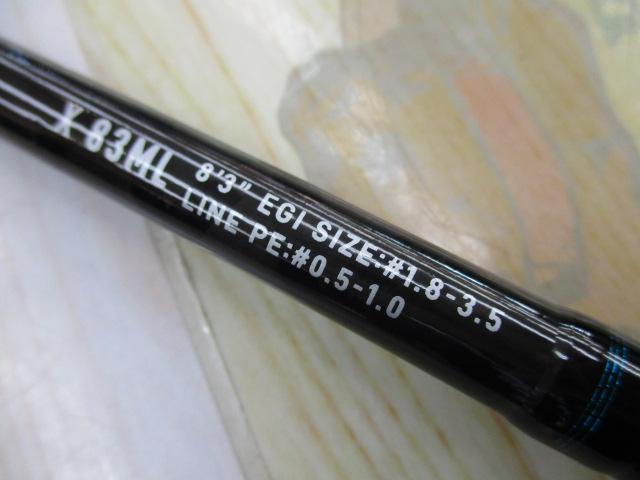 X 83ML 8'3" EGI SIZE:#1.8-3.5
LINE PE:#0.5-1.0